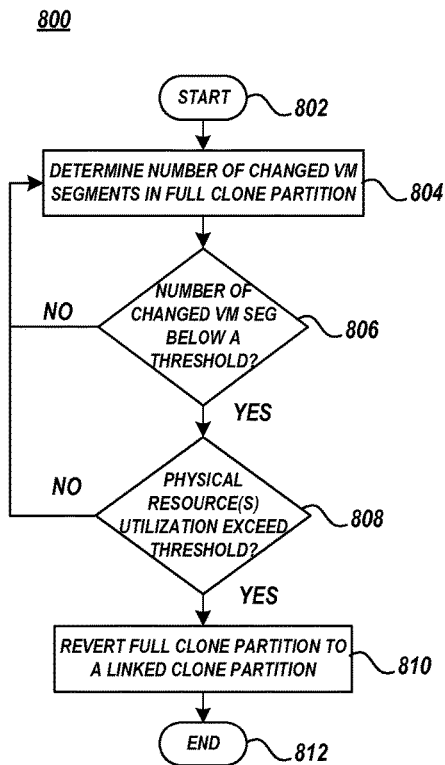 800
START
802
DETERMINE NUMBER OF CHANGED VM
SEGMENTS IN FULL CLONE PARTITION
804
NUMBER OF
CHANGED VM SEG
BELOW A
THRESHOLD?
806
NO
YES
PHYSICAL
RESOURCE(S)
UTILIZATION EXCEED
THRESHOLD?
808
NO
YES
REVERT FULL CLONE PARTITION TO
A LINKED CLONE PARTITION
810
END
812